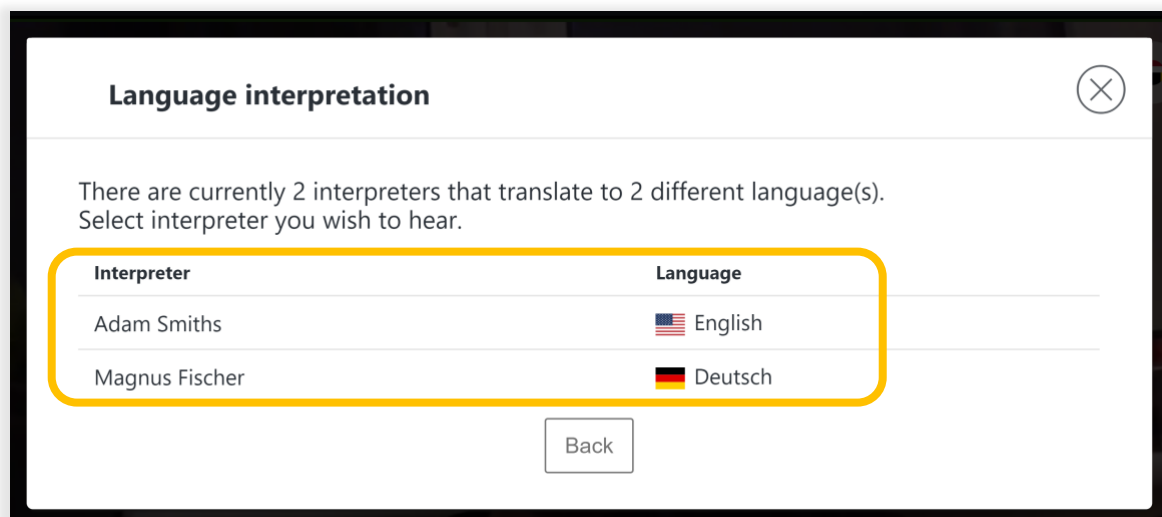 Language interpretation
There are currently 2 interpreters that translate to 2 different language(s).
Select interpreter you wish to hear.
Interpreter Language
Adam Smiths English
Magnus Fischer Deutsch
Back